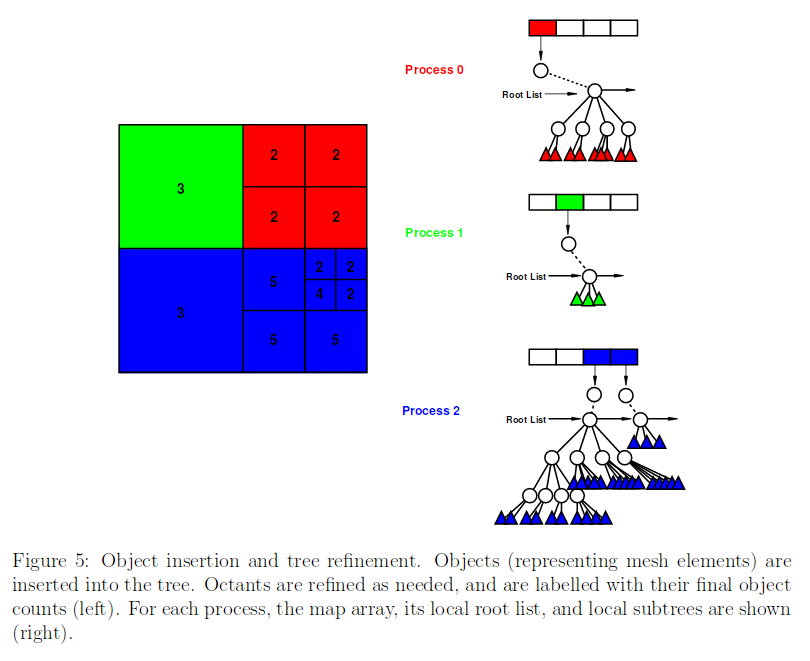 Process 0
Root List
3
2
2
2
2
Process 1
Root List
3
5
2
2
4
2
5
5
Process 2
Root List
Figure 5: Object insertion and tree refinement. Objects (representing mesh elements) are
inserted into the tree. Octants are refined as needed, and are labelled with their final object
counts (left). For each process, the map array, its local root list, and local subtrees are shown
(right).